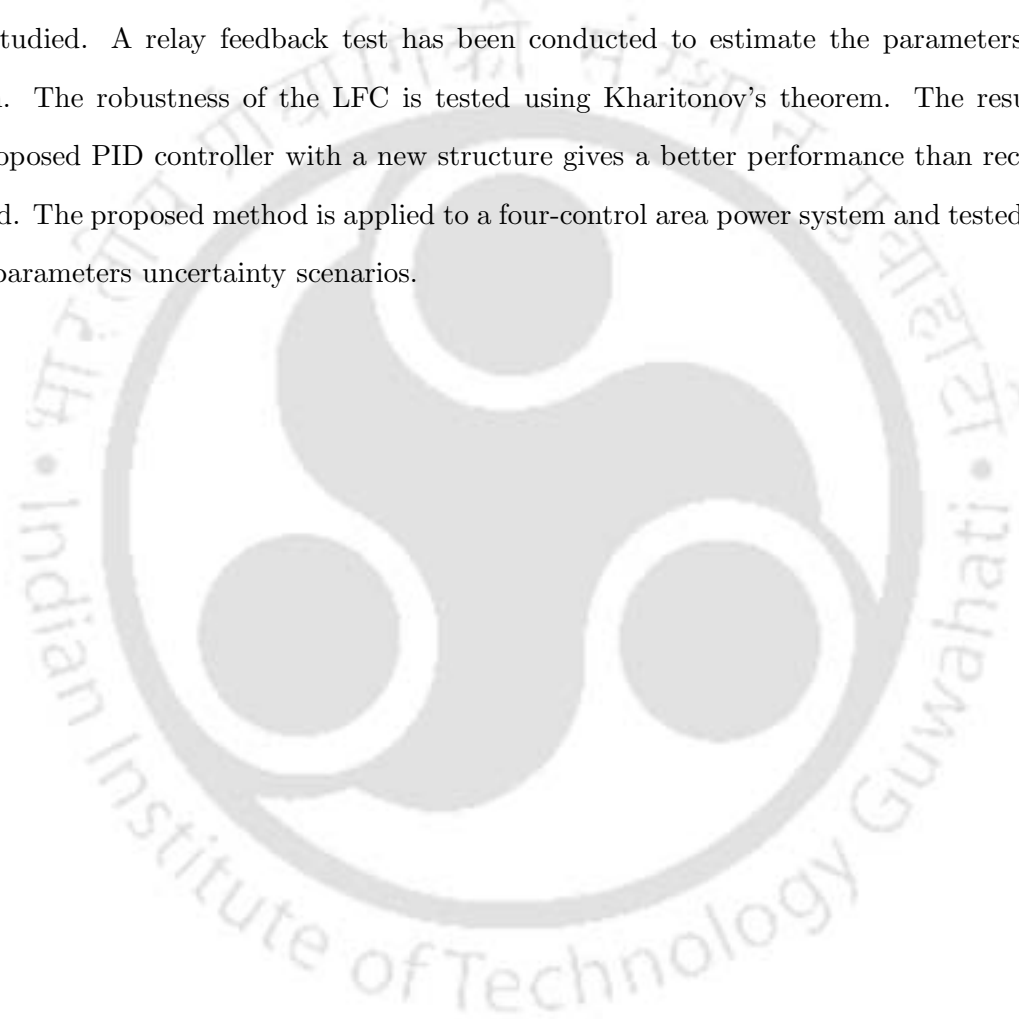 tudied. A relay feedback test has been conducted to estimate the parameters
. The robustness of the LFC is tested using Kharitonov's theorem. The resu
oposed PID controller with a new structure gives a better performance than rec
d. The proposed method is applied to a four-control area power system and tested
parameters uncertainty scenarios.
भारतीय प्रौद्योगिकी संस्थान गुवाहाटी
• Indian Institute of Technology Guwahati •